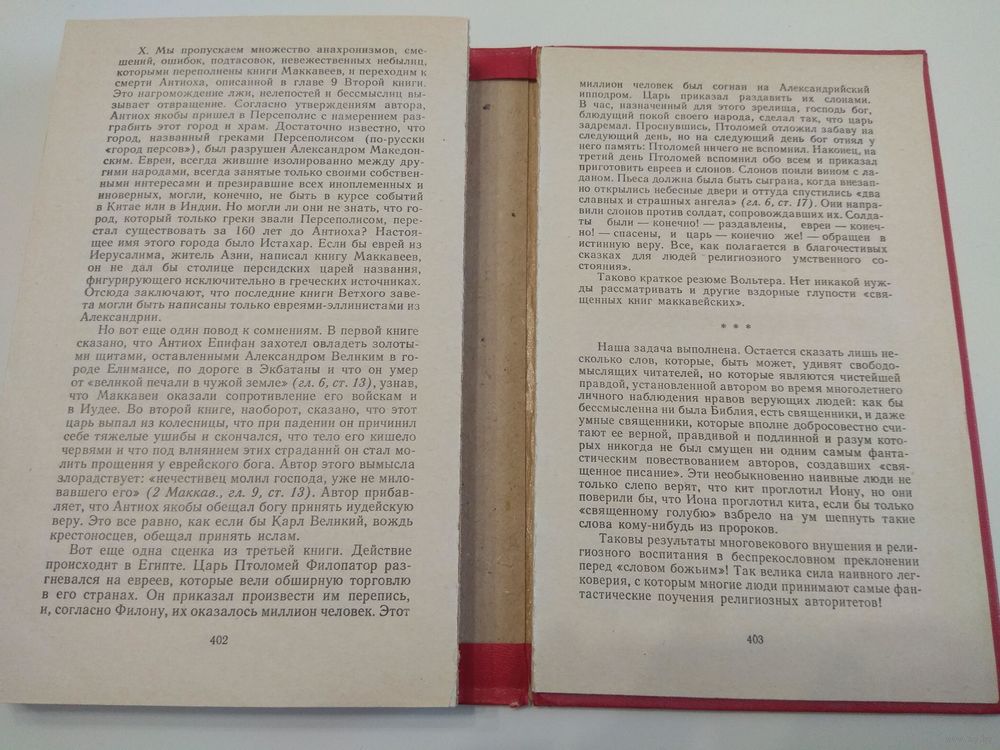 X. Мы пропускаем множество анахронизмов, сме-
шений, ошибок, подтасовок, невежественных небылиц,
которыми переполнены книги Маккавеев, и переходим к
смерти Антиоха, описанной в главе 9 Второй книги.
Это нагромождение лжи, нелепостей и бессмыслиц вы-
зывает отвращение. Согласно утверждениям автора,
Антиох якобы пришел в Персеполис с намерением раз-
грабить этот город и храм. Достаточно известно, что
город, названный греками Персеполисом (по-русски
«город персов»), был разрушен Александром Македон-
ским. Евреи, всегда жившие изолированно между дру-
гими народами, всегда занятые только своими собствен-
ными интересами и презиравшие всех иноплеменных и
иноверных, могли, конечно, не быть в курсе событий
в Китае или в Индии. Но могли ли они не знать, что го-
род, который только греки звали Персеполисом, пере-
стал существовать за 160 лет до Антиоха? Настоя-
щее имя этого города было Истахар. Если бы еврей из
Иерусалима, житель Азии, написал книгу Маккавеев,
он не дал бы столице персидских царей названия,
фигурирующего исключительно в греческих источниках.
Отсюда заключают, что последние книги Ветхого заве-
та могли быть написаны только евреями-эллинистами из
Александрии.
Но вот еще один повод к сомнениям. В первой книге
сказано, что Антиох Епифан захотел овладеть золоты-
ми щитами, оставленными Александром Великим в го-
роде Елимансе, по дороге в Экбатаны и что он умер
от «великой печали в чужой земле» (гл. 6, ст. 13), узнав,
что Маккавеи оказали сопротивление его войскам и
в Иудее. Во второй книге, наоборот, сказано, что этот
царь выпал из колесницы, что при падении он причинил
себе тяжелые ушибы и скончался, что тело его кишело
червями и что под влиянием этих страданий он стал мо-
лить прощения у еврейского бога. Автор этого вымысла
злорадствует: «нечестивец молил господа, уже не мило-
вавшего его» (2 Маккав., гл. 9, ст. 13). Автор прибав-
ляет, что Антиох якобы обещал богу принять иудейскую
веру. Это все равно, как если бы Карл Великий, вождь
крестоносцев, обещал принять ислам.
Вот еще одна сценка из третьей книги. Действие
происходит в Египте. Царь Птоломей Филопатор раз-
гневался на евреев, которые вели обширную торговлю
в его странах. Он приказал произвести им перепись,
и, согласно Филону, их оказалось миллион человек. Этот
402
миллион человек был согнан на Александрийский
ипподром. Царь приказал раздавить их слонами.
В час, назначенный для этого зрелища, господь бог,
блюдущий покой своего народа, сделал так, что царь
задремал. Проснувшись, Птоломей отложил забаву на
следующий день, но на следующий день бог отнял у
него память: Птоломей ничего не вспомнил. Наконец, на
третий день Птоломей вспомнил обо всем и приказал
приготовить евреев и слонов. Слонов поили вином с ла-
даном. Пьеса должна была быть сыграна, когда внезап-
но открылись небесные двери и оттуда спустились «два
славных и страшных ангела» (гл. 6, ст. 17). Они направи-
вили слонов против солдат, сопровождавших их. Солда-
ты были — конечно! — раздавлены, евреи — конеч-
но! — спасены, и царь — конечно же! — обращен в
истинную веру. Все, как полагается в благочестивых
сказках для людей религиозного умственного со-
стояния».
Таково краткое резюме Вольтера. Нет никакой нуж-
ды рассматривать и другие вздорные глупости «свя-
щенных книг маккавейских».
* * *
Наша задача выполнена. Остается сказать лишь не-
сколько слов, которые, быть может, удивят свободо-
мыслящих читателей, но которые являются чистейшей
правдой, установленной автором во время многолетнего
личного наблюдения нравов верующих людей: как бы
бессмысленна ни была Библия, есть священники, и даже
умные священники, которые вполне добросовестно счи-
тают ее верной, правдивой и подлинной и разум кото-
рых никогда не был смущен ни одним самым фанта-
стическим повествованием авторов, создавших «свя-
щенное писание». Эти необыкновенно наивные люди не
только слепо верят, что кит проглотил Иону, но они
поверили бы, что Иона проглотил кита, если бы только
«священному голубю» взбрело на ум шепнуть такие
слова кому-нибудь из пророков.
Таковы результаты многовекового внушения и рели-
гиозного воспитания в беспрекословном преклонении
перед «словом божьим»! Так велика сила наивного лег-
коверия, с которым многие люди принимают самые фан-
тастические поучения религиозных авторитетов!
403